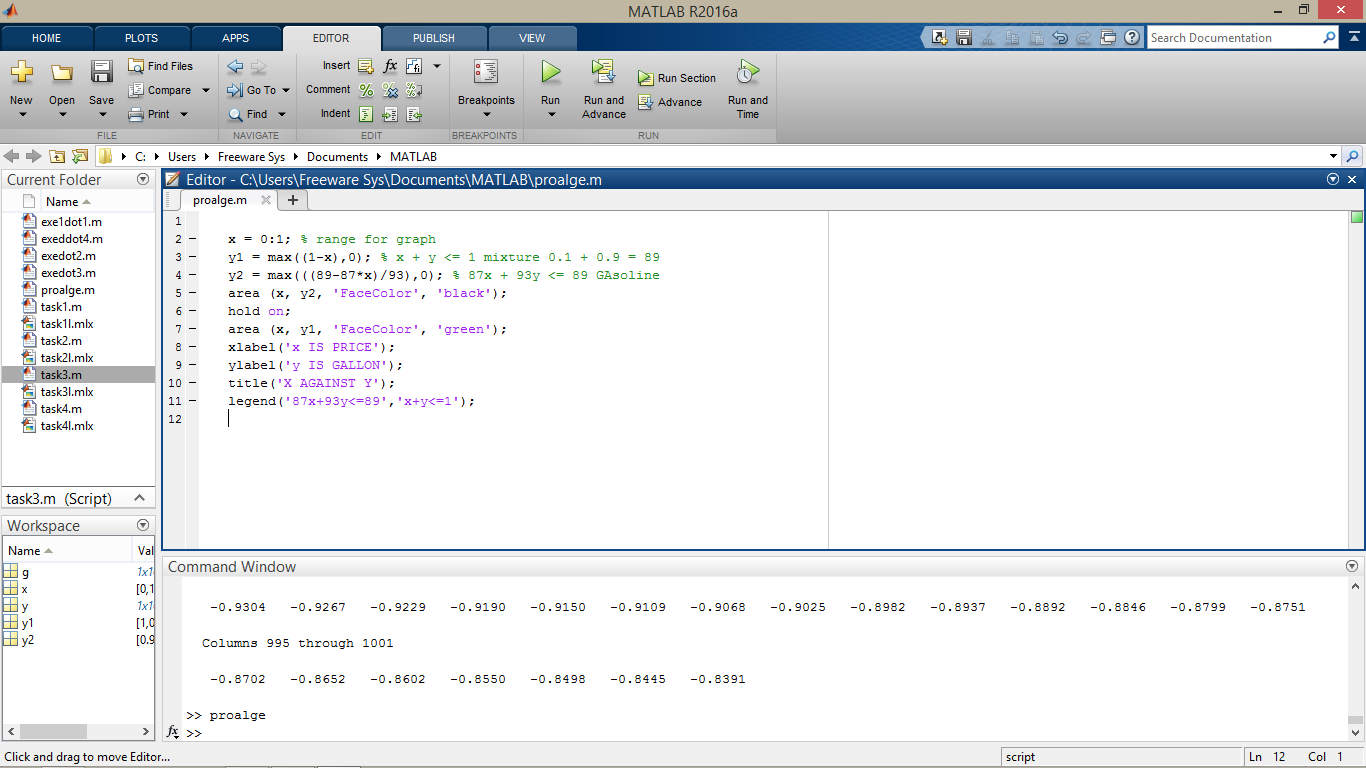 MATLAB R2016a
HOME PLOTS APPS EDITOR PUBLISH VIEW
Search Documentation
New Open Save Find Files Compare Print
Go To Find
Insert fx
Comment
Indent
Breakpoints
Run Run and Advance Run Section Advance Run and Time
FILE NAVIGATE EDIT BREAKPOINTS RUN
C: Users Freeware Sys Documents MATLAB
Current Folder
Name
exe1dot1.m
exeddot4.m
exedot2.m
exedot3.m
proalge.m
task1.m
task1l.mlx
task2.m
task2l.mlx
task3.m
task3l.mlx
task4.m
task4l.mlx
task3.m (Script)
Workspace
Name Val
g 1x1
x [0,1
y 1x1
y1 [1,0
y2 [0.9
Editor - C:\Users\Freeware Sys\Documents\MATLAB\proalge.m
proalge.m
1
2 – x = 0:1; % range for graph
3 – y1 = max((1-x),0); % x + y <= 1 mixture 0.1 + 0.9 = 89
4 – y2 = max(((89-87*x)/93),0); % 87x + 93y <= 89 GAsoline
5 – area (x, y2, 'FaceColor', 'black');
6 – hold on;
7 – area (x, y1, 'FaceColor', 'green');
8 – xlabel('x IS PRICE');
9 – ylabel('y IS GALLON');
10 – title('X AGAINST Y');
11 – legend('87x+93y<=89','x+y<=1');
12
Command Window
-0.9304 -0.9267 -0.9229 -0.9190 -0.9150 -0.9109 -0.9068 -0.9025 -0.8982 -0.8937 -0.8892 -0.8846 -0.8799 -0.8751
Columns 995 through 1001
-0.8702 -0.8652 -0.8602 -0.8550 -0.8498 -0.8445 -0.8391
>> proalge
fx >>
Click and drag to move Editor...
script
Ln 12 Col 1